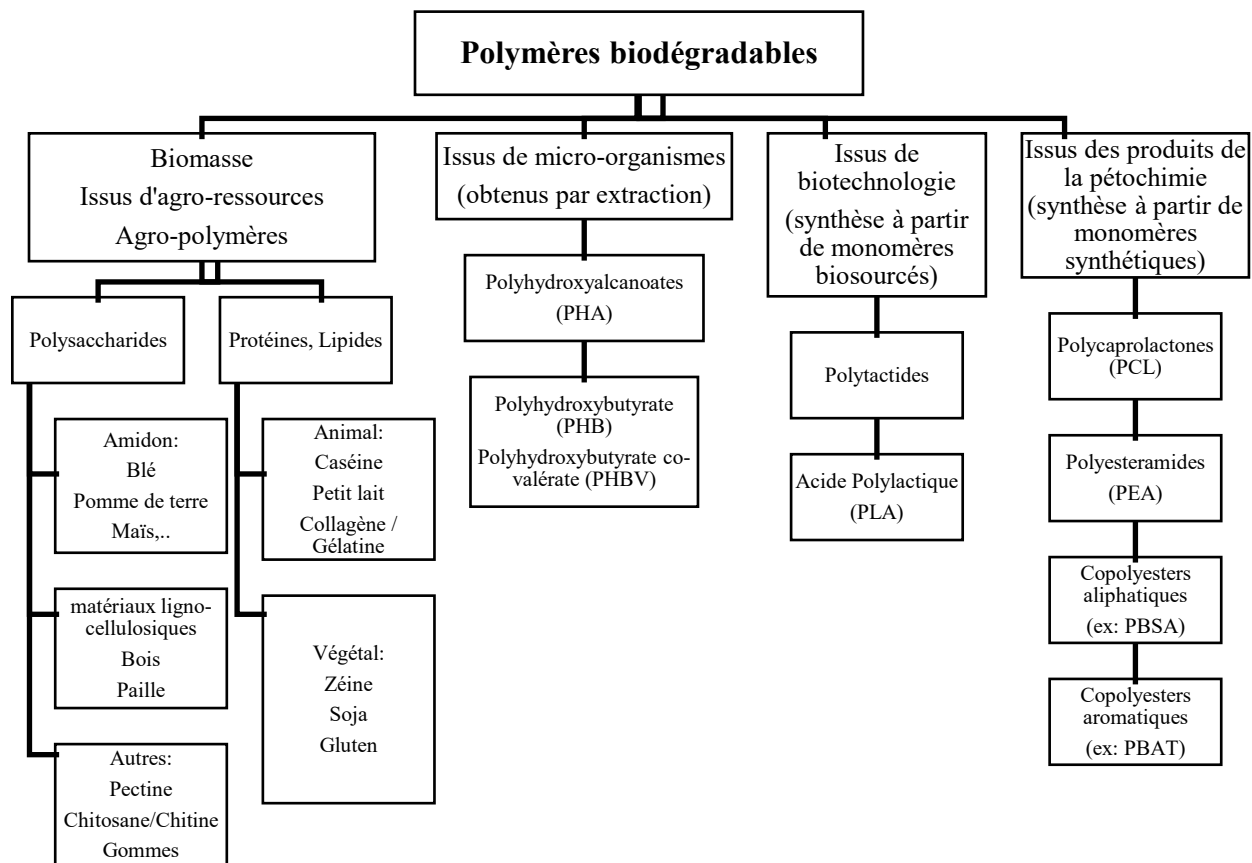 Polymères biodégradables
Biomasse
Issus d'agro-ressources
Agro-polymères
Polysaccharides
Amidon:
Blé
Pomme de terre
Maïs,..
matériaux ligno-
cellulosiques
Bois
Paille
Autres:
Pectine
Chitosane/Chitine
Gommes
Protéines, Lipides
Animal:
Caséine
Petit lait
Collagène /
Gélatine
Végétal:
Zéine
Soja
Gluten
Issus de micro-organismes
(obtenus par extraction)
Polyhydroxyalcanoates
(PHA)
Polyhydroxybutyrate
(PHB)
Polyhydroxybutyrate co-
valérate (PHBV)
Issus de
biotechnologie
(synthèse à partir
de monomères
biosourcés)
Polytactides
Acide Polylactique
(PLA)
Issus des produits de
la pétochimie
(synthèse à partir de
monomères
synthétiques)
Polycaprolactones
(PCL)
Polyesteramides
(PEA)
Copolyesters
aliphatiques
(ex: PBSA)
Copolyesters
aromatiques
(ex: PBAT)